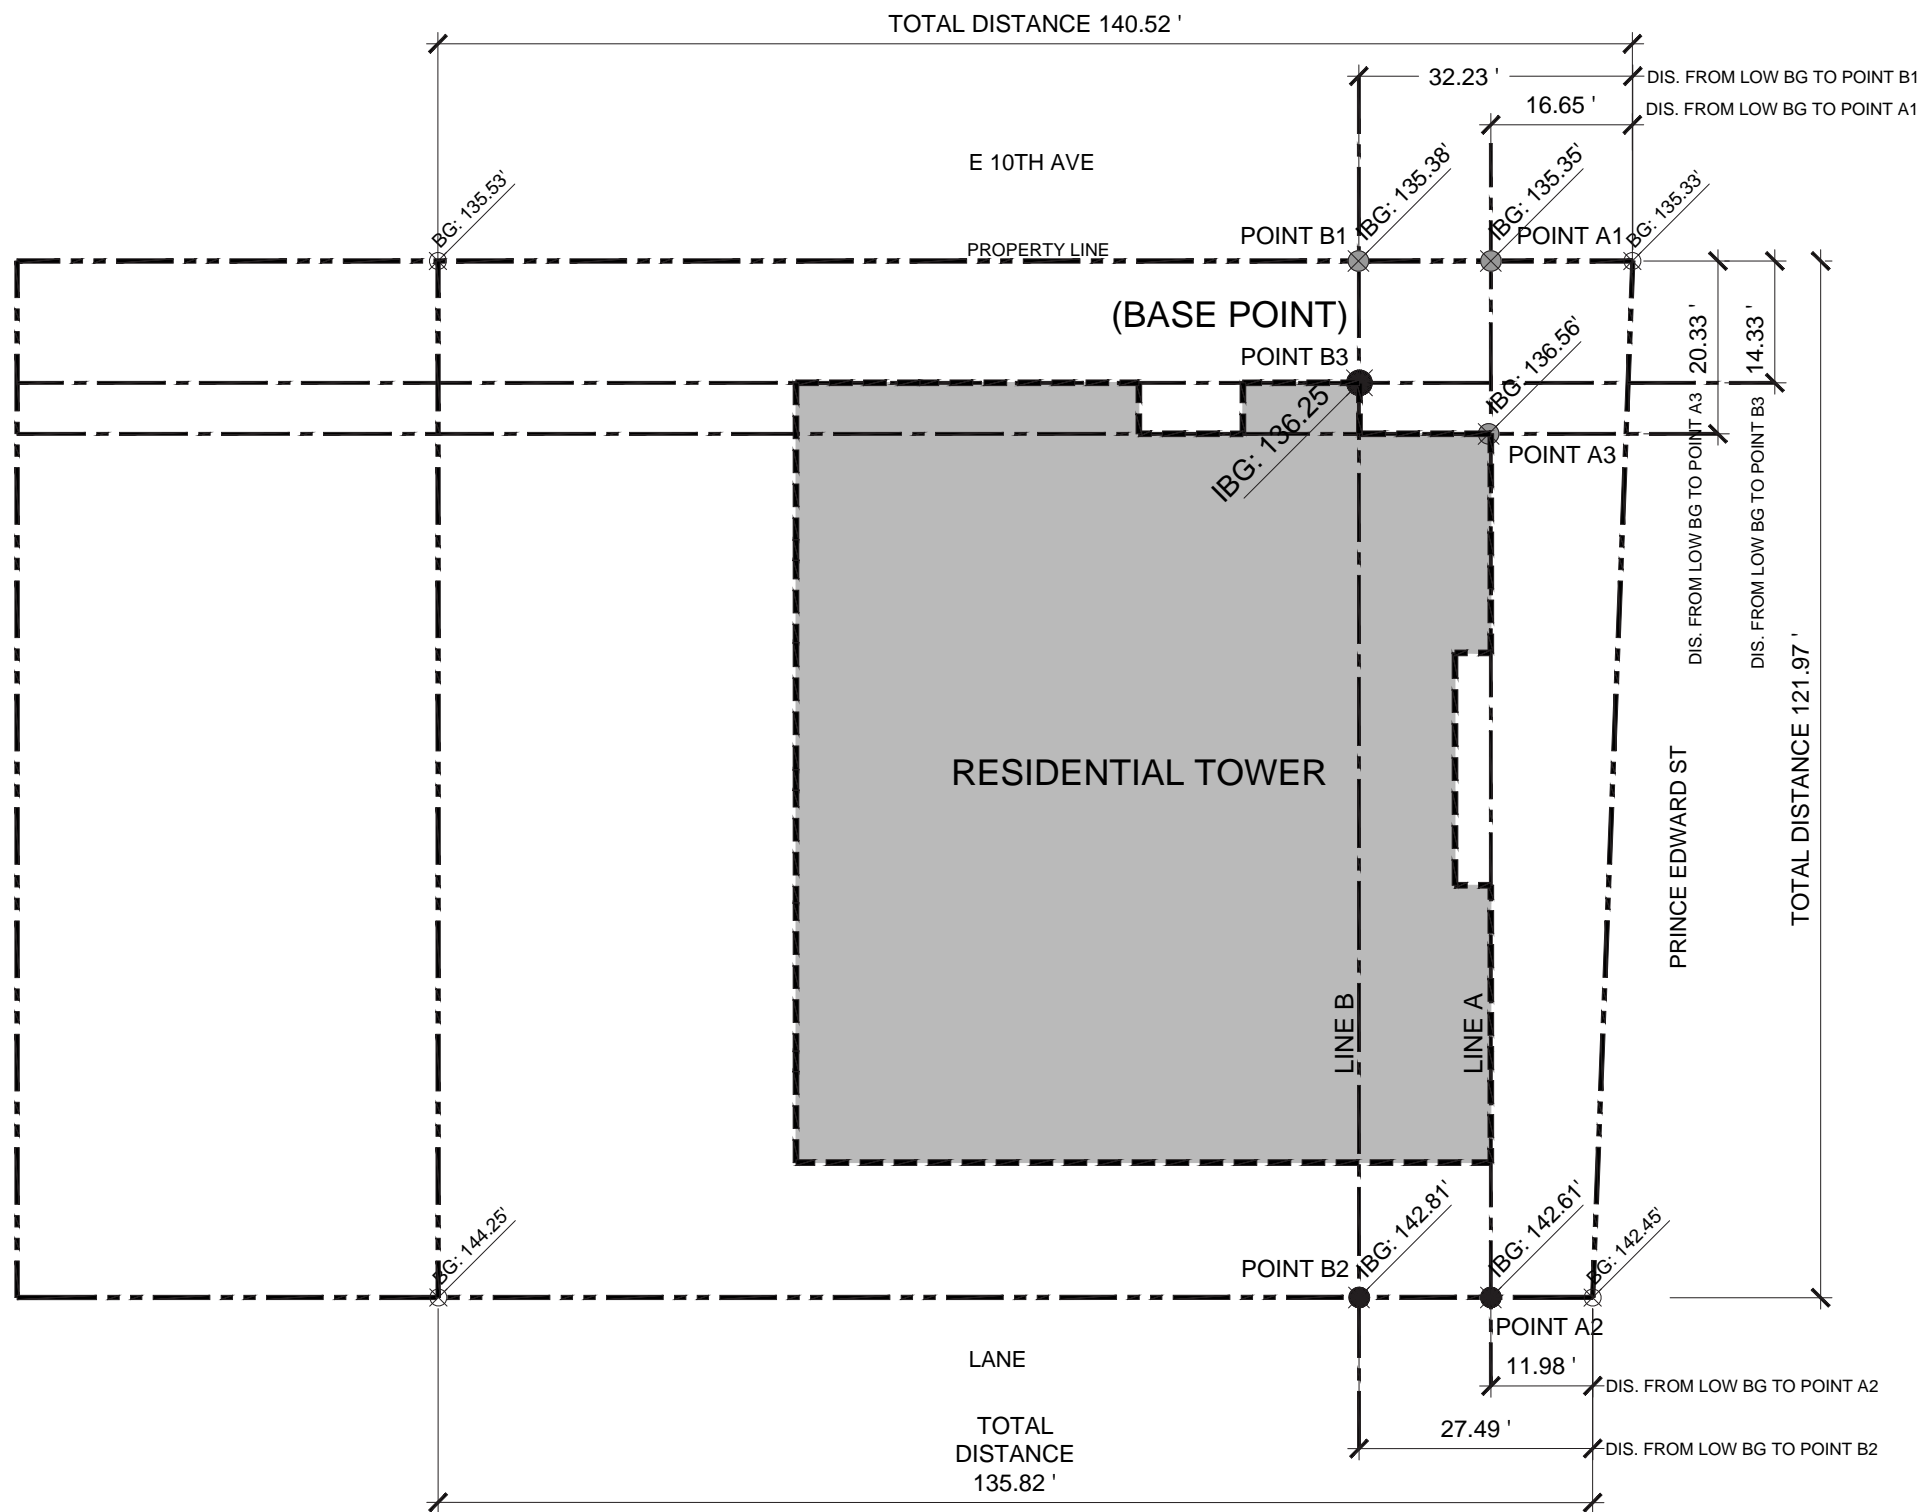 TOTAL DISTANCE 140.52 '
32.23 '
DIS. FROM LOW BG TO POINT B1
16.65 '
DIS. FROM LOW BG TO POINT A1
E 10TH AVE
BG: 135.53'
IBG: 135.38'
IBG: 135.35'
BG: 135.33'
POINT B1
POINT A1
PROPERTY LINE
(BASE POINT)
POINT B3
IBG: 136.25'
IBG: 136.56'
POINT A3
20.33 '
14.33 '
DIS. FROM LOW BG TO POINT A3
DIS. FROM LOW BG TO POINT B3
TOTAL DISTANCE 121.97 '
RESIDENTIAL TOWER
PRINCE EDWARD ST
LINE B
LINE A
BG: 144.25'
IBG: 142.81'
IBG: 142.61'
BG: 142.45'
POINT B2
POINT A2
LANE
11.98 '
DIS. FROM LOW BG TO POINT A2
27.49 '
DIS. FROM LOW BG TO POINT B2
TOTAL
DISTANCE
135.82 '